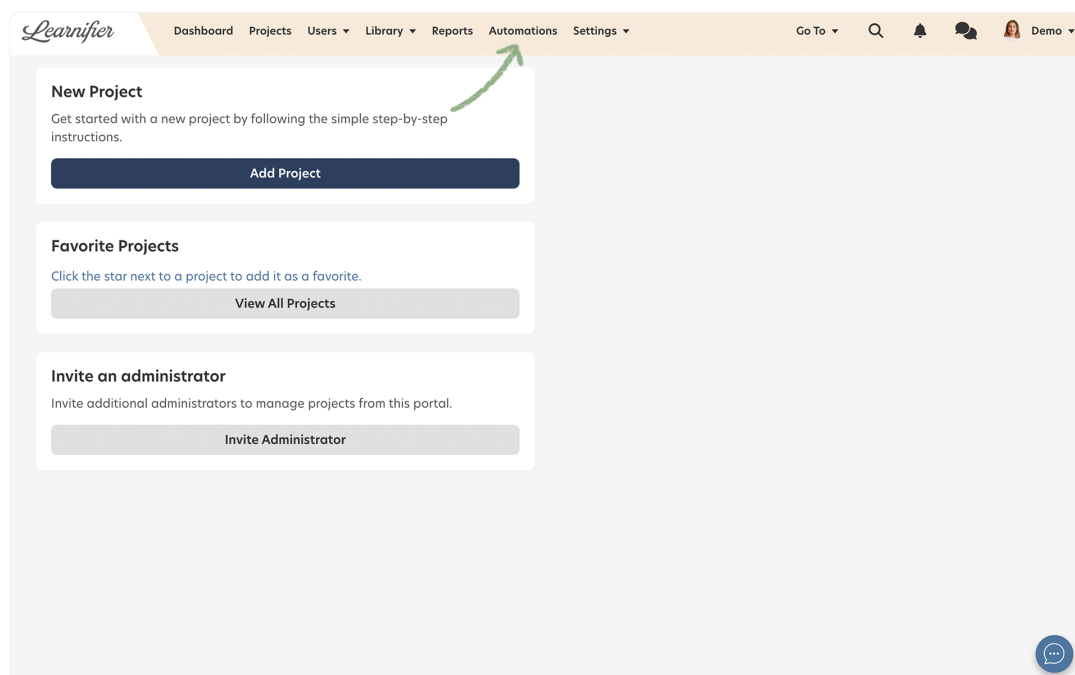 Learnifier
Dashboard Projects Users Library Reports Automations Settings Go To Demo
New Project
Get started with a new project by following the simple step-by-step
instructions.
Add Project
Favorite Projects
Click the star next to a project to add it as a favorite.
View All Projects
Invite an administrator
Invite additional administrators to manage projects from this portal.
Invite Administrator